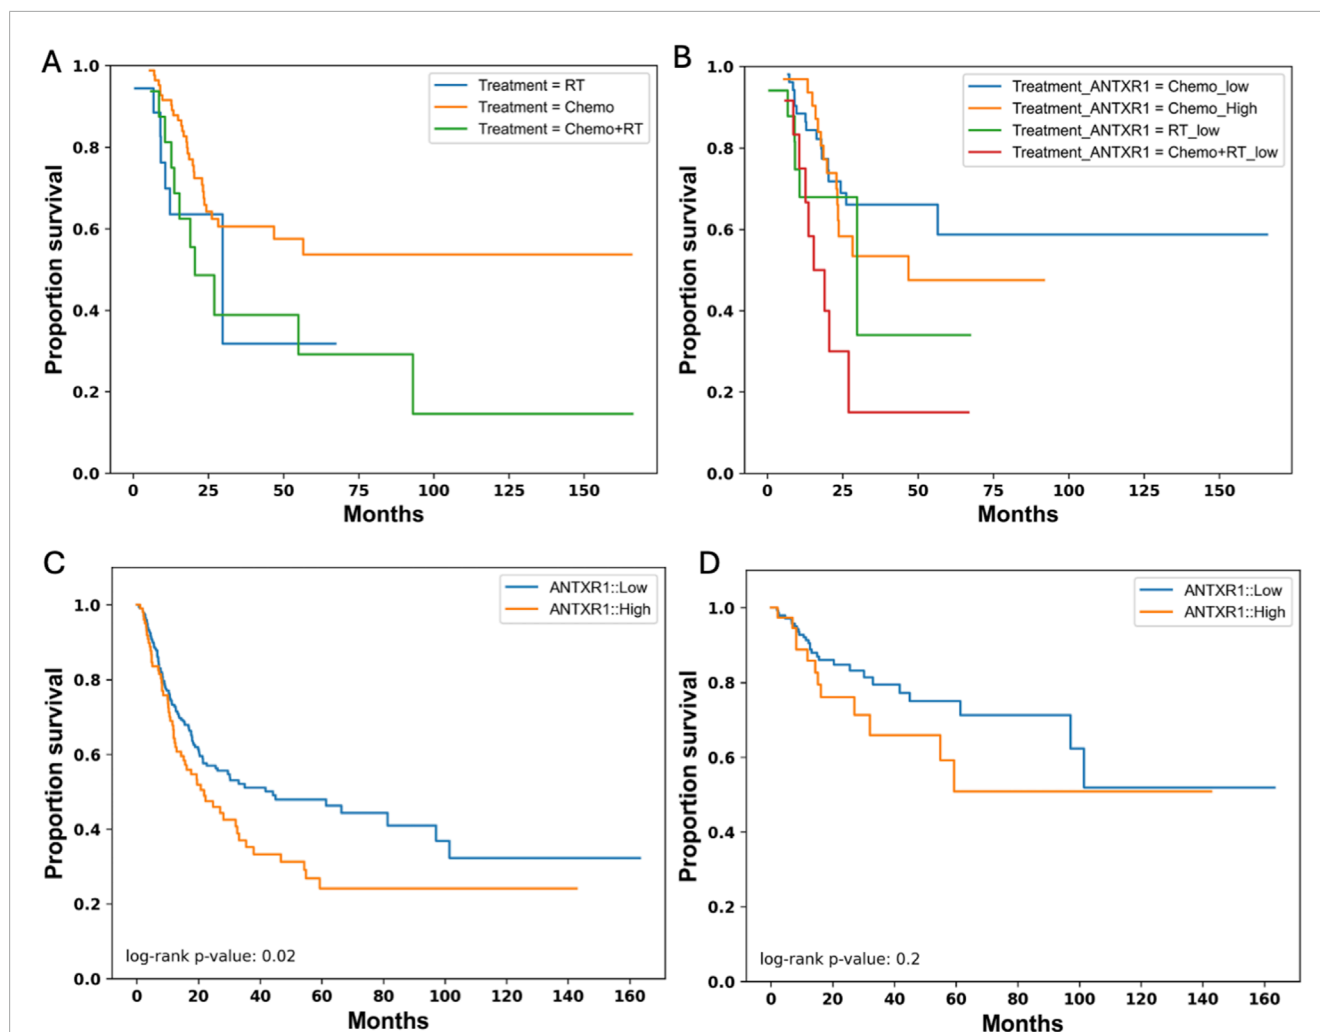 A
1.0
0.8
0.6
0.4
0.2
0.0
Proportion survival
Treatment = RT
Treatment = Chemo
Treatment = Chemo+RT
0 25 50 75 100 125 150
Months
B
1.0
0.8
0.6
0.4
0.2
0.0
Proportion survival
Treatment_ANTXR1 = Chemo_low
Treatment_ANTXR1 = Chemo_High
Treatment_ANTXR1 = RT_low
Treatment_ANTXR1 = Chemo+RT_low
0 25 50 75 100 125 150
Months
C
1.0
0.8
0.6
0.4
0.2
0.0
Proportion survival
ANTXR1::Low
ANTXR1::High
log-rank p-value: 0.02
0 20 40 60 80 100 120 140 160
Months
D
1.0
0.8
0.6
0.4
0.2
0.0
Proportion survival
ANTXR1::Low
ANTXR1::High
log-rank p-value: 0.2
0 20 40 60 80 100 120 140 160
Months